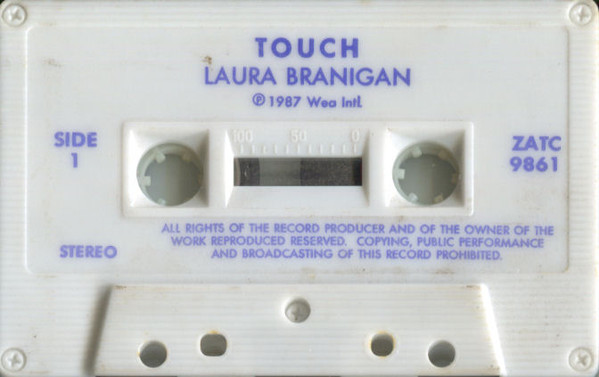 TOUCH
LAURA BRANIGAN
℗ 1987 Wea Intl.
SIDE
1
100 50 0
ZATC
9861
STEREO
ALL RIGHTS OF THE RECORD PRODUCER AND OF THE OWNER OF THE
WORK REPRODUCED RESERVED. COPYING, PUBLIC PERFORMANCE
AND BROADCASTING OF THIS RECORD PROHIBITED.